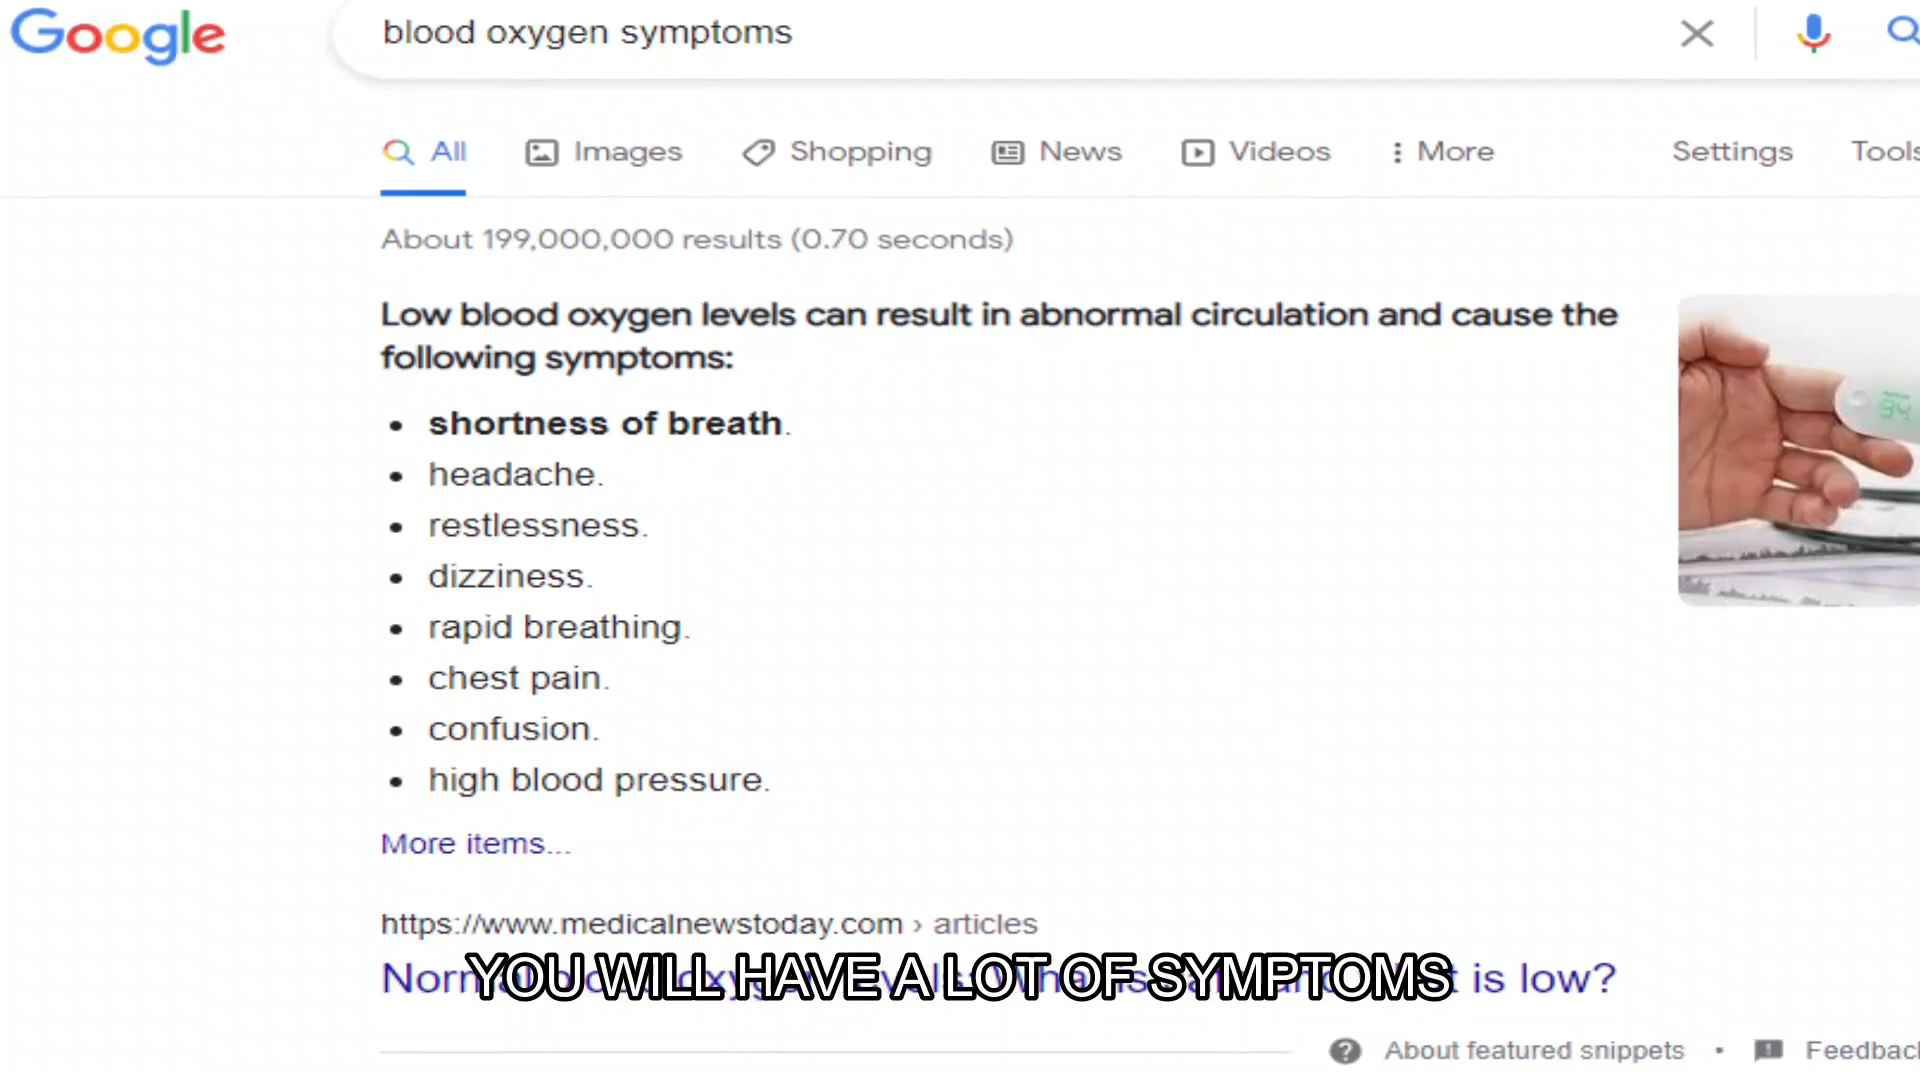 Google
blood oxygen symptoms
All Images Shopping News Videos More Settings Tools
About 199,000,000 results (0.70 seconds)
Low blood oxygen levels can result in abnormal circulation and cause the
following symptoms:
shortness of breath.
headache.
restlessness.
dizziness.
rapid breathing.
chest pain.
confusion.
high blood pressure.
More items...
94
https://www.medicalnewstoday.com › articles
is low?
YOU WILL HAVE A LOT OF SYMPTOMS
About featured snippets • Feedback